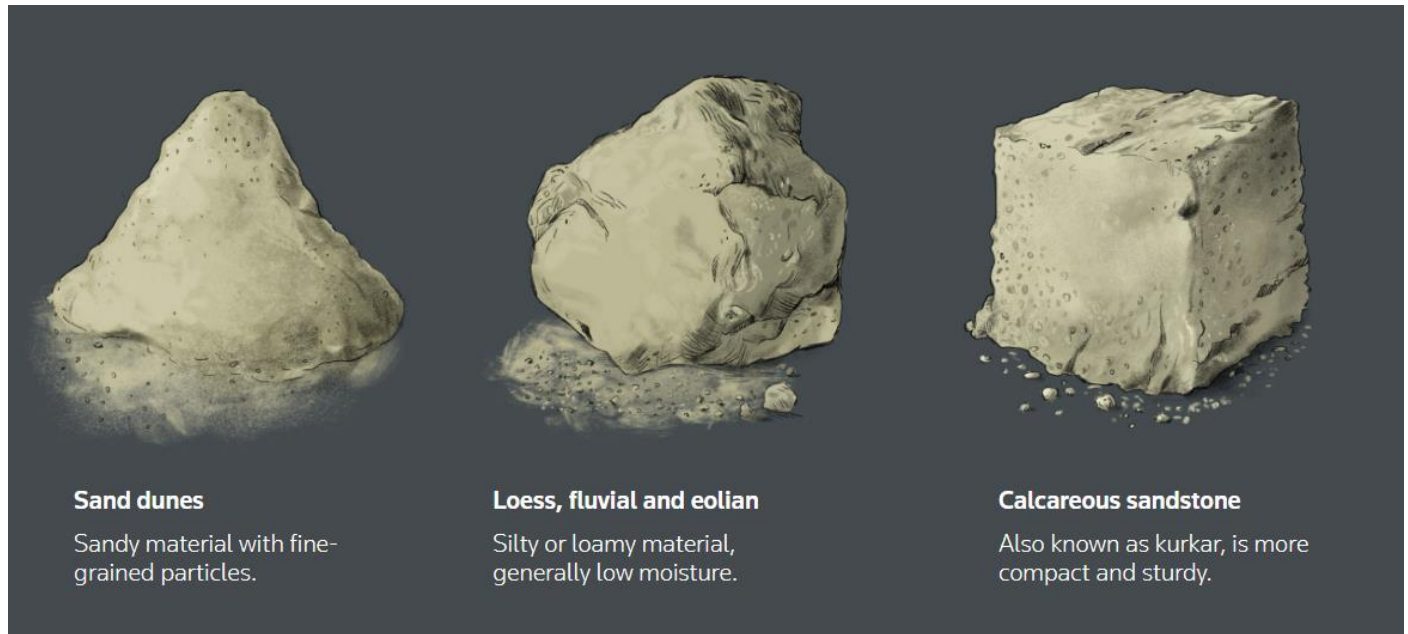 Sand dunes
Sandy material with fine-
grained particles.
Loess, fluvial and eolian
Silty or loamy material,
generally low moisture.
Calcareous sandstone
Also known as kurkar, is more
compact and sturdy.